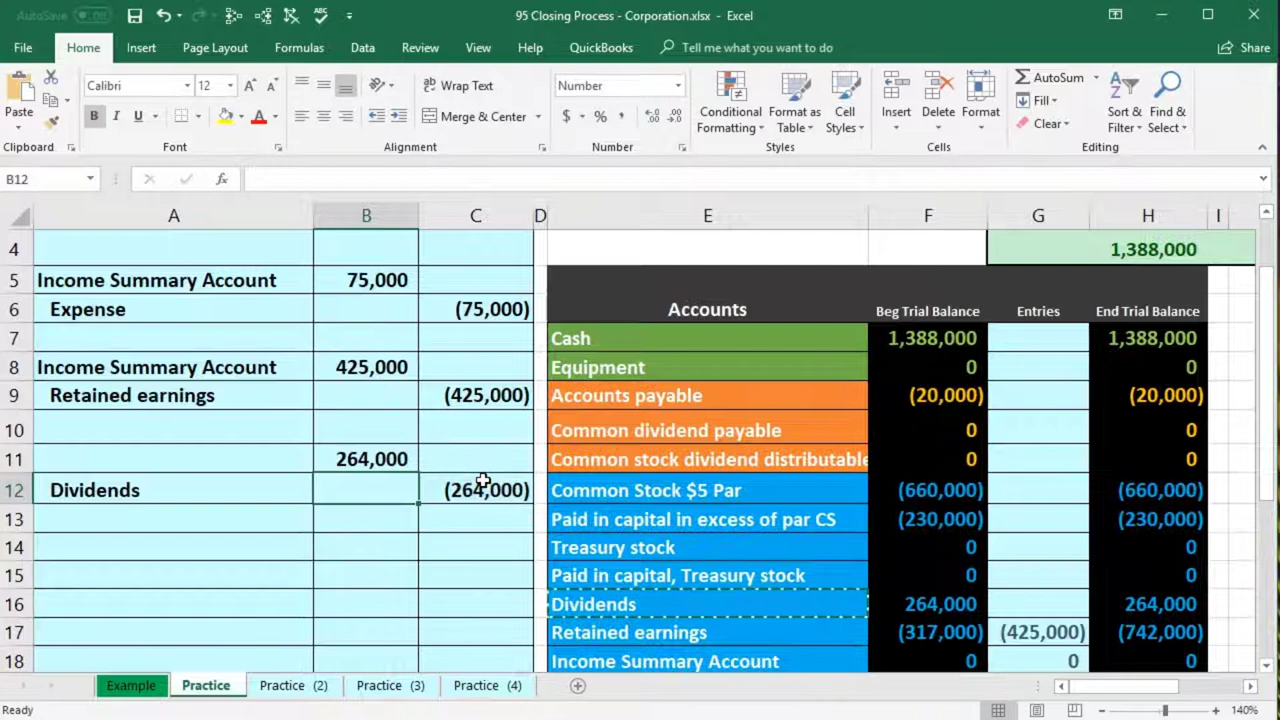 AutoSave Off 95 Closing Process - Corporation.xlsx - Excel
File Home Insert Page Layout Formulas Data Review View Help QuickBooks Tell me what you want to do Share
Paste Calibri 12 Wrap Text Number Conditional Formatting Format as Table Cell Styles Insert Delete Format AutoSum Sort & Filter Find & Select
B I U Merge & Center $ % Fill Clear
Clipboard Font Alignment Number Styles Cells Editing
B12 fx
A B C D E F G H I
4 1,388,000
5 Income Summary Account 75,000 Accounts Beg Trial Balance Entries End Trial Balance
6 Expense (75,000)
7 Cash 1,388,000 1,388,000
8 Income Summary Account 425,000 Equipment 0 0
9 Retained earnings (425,000) Accounts payable (20,000) (20,000)
10 Common dividend payable 0 0
11 264,000 Common stock dividend distributable 0 0
12 Dividends (264,000) Common Stock $5 Par (660,000) (660,000)
13 Paid in capital in excess of par CS (230,000) (230,000)
14 Treasury stock 0 0
15 Paid in capital, Treasury stock 0 0
16 Dividends 264,000 264,000
17 Retained earnings (317,000) (425,000) (742,000)
18 Income Summary Account 0 0 0
Example Practice Practice (2) Practice (3) Practice (4)
Ready 140%